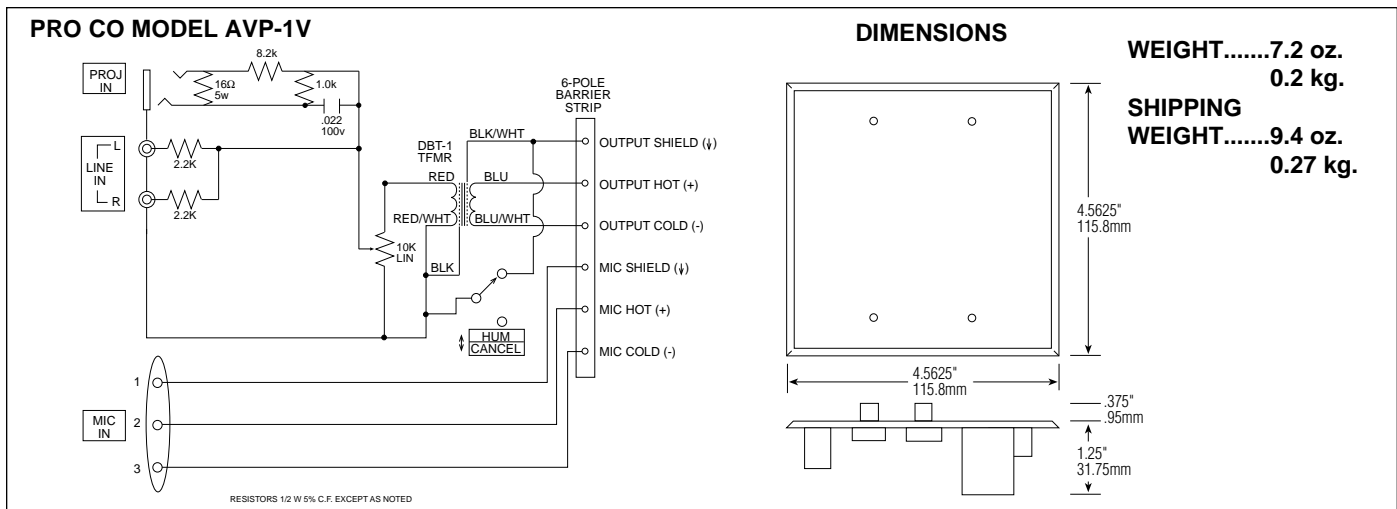 PRO CO MODEL AVP-1V
PROJ
IN
8.2k
16Ω
5w
1.0k
.022
100v
L
LINE
IN
R
2.2K
2.2K
DBT-1
TFMR
BLK/WHT
RED
BLU
RED/WHT
BLU/WHT
10K
LIN
BLK
HUM
CANCEL
6-POLE
BARRIER
STRIP
OUTPUT SHIELD (↓)
OUTPUT HOT (+)
OUTPUT COLD (-)
MIC SHIELD (↓)
MIC HOT (+)
MIC COLD (-)
MIC
IN
1
2
3
RESISTORS 1/2 W 5% C.F. EXCEPT AS NOTED
DIMENSIONS
4.5625"
115.8mm
4.5625"
115.8mm
.375"
.95mm
1.25"
31.75mm
WEIGHT.......7.2 oz.
0.2 kg.
SHIPPING
WEIGHT.......9.4 oz.
0.27 kg.